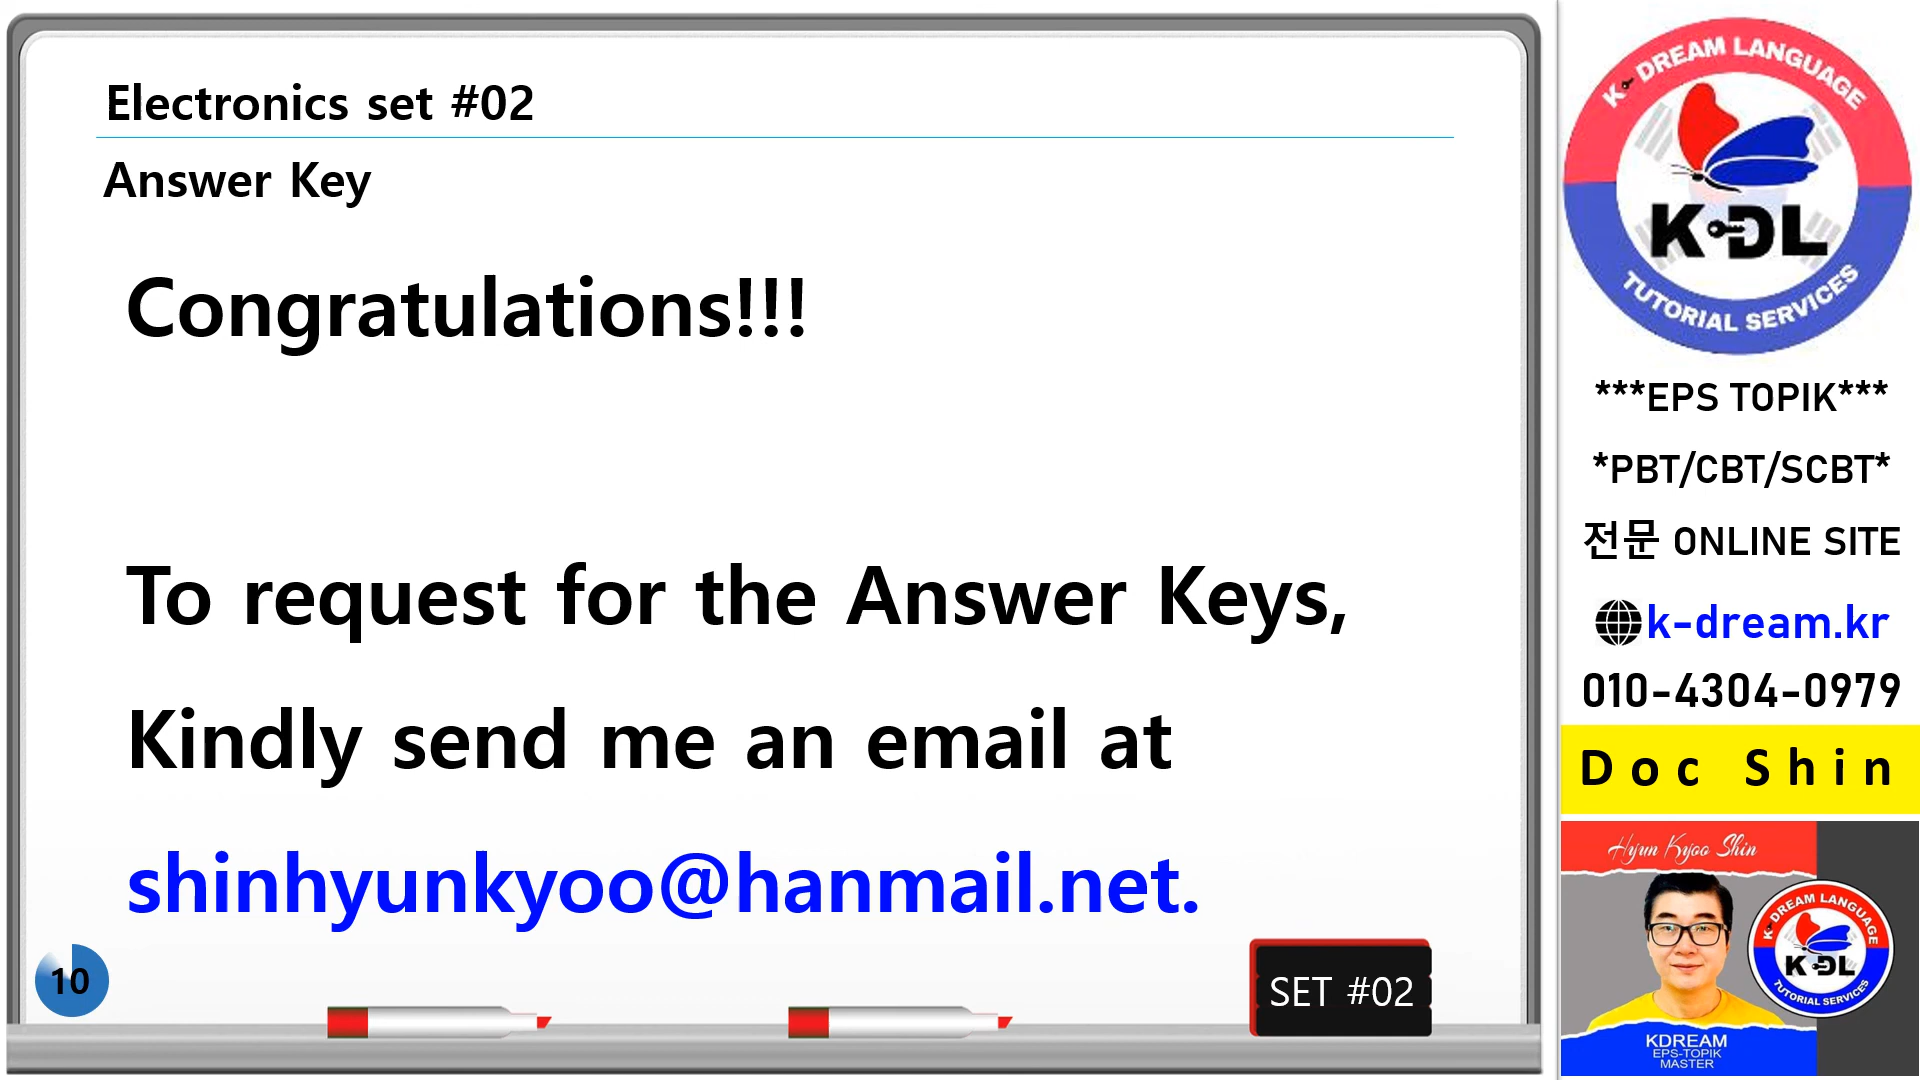 Electronics set #02
Answer Key
Congratulations!!!
To request for the Answer Keys,
Kindly send me an email at
shinhyunkyoo@hanmail.net.
10
SET #02
K-DREAM LANGUAGE
K-DL
TUTORIAL SERVICES
***EPS TOPIK***
*PBT/CBT/SCBT*
전문 ONLINE SITE
k-dream.kr
010-4304-0979
Doc Shin
Hyun Kyoo Shin
K-DREAM LANGUAGE
K-DL
TUTORIAL SERVICES
KDREAM
EPS-TOPIK
MASTER